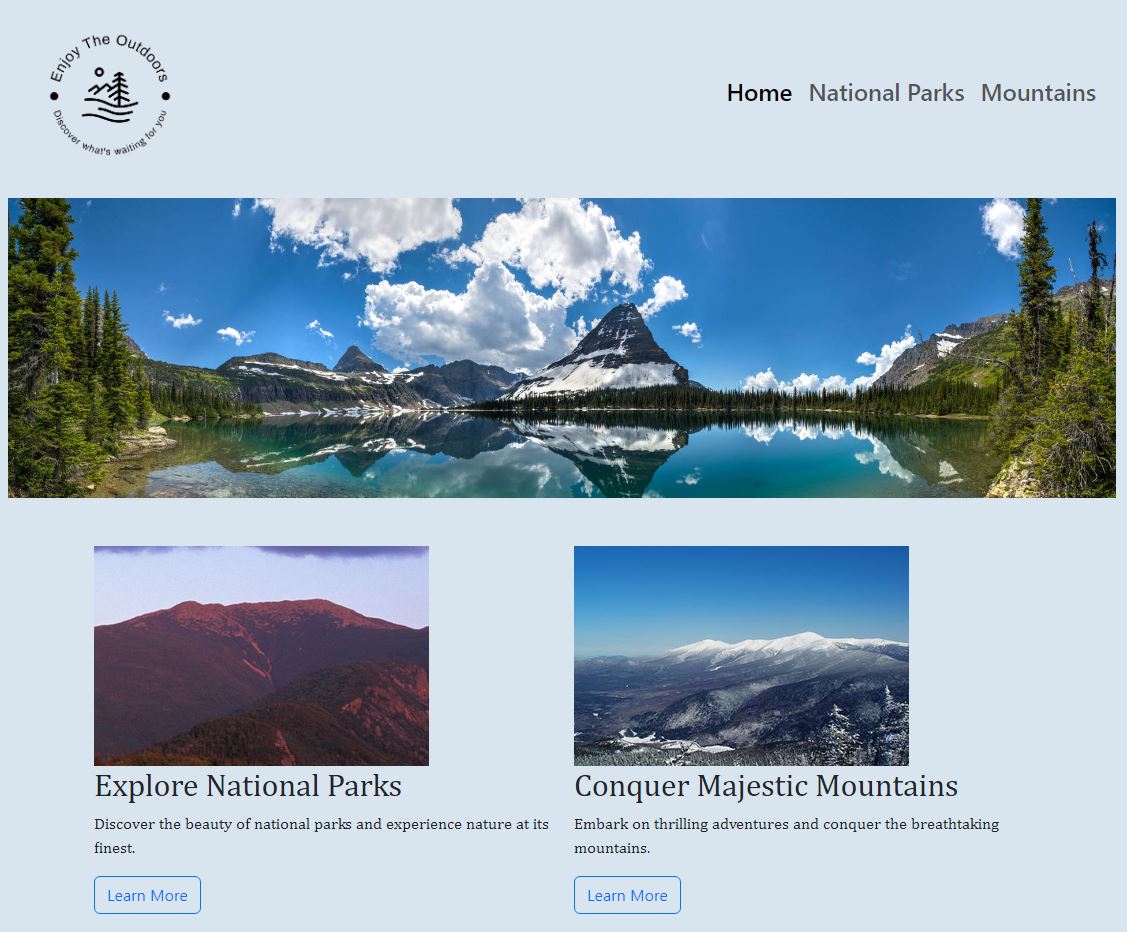 Enjoy The Outdoors
Discover what's waiting for you
Home National Parks Mountains
Explore National Parks
Discover the beauty of national parks and experience nature at its
finest.
Learn More
Conquer Majestic Mountains
Embark on thrilling adventures and conquer the breathtaking
mountains.
Learn More